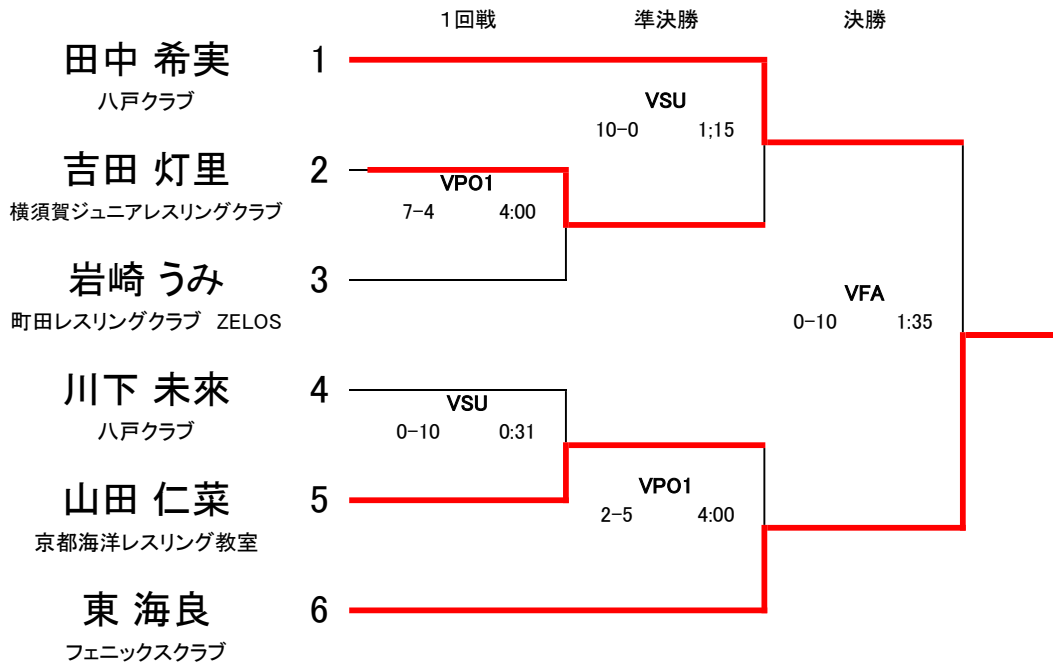 1回戦 準決勝 決勝
田中 希実 1
八戸クラブ
VSU
10-0 1;15
吉田 灯里 2
横須賀ジュニアレスリングクラブ
VPO1
7-4 4:00
岩崎 うみ 3
町田レスリングクラブ ZELOS
VFA
0-10 1:35
川下 未來 4
八戸クラブ
VSU
0-10 0:31
山田 仁菜 5
京都海洋レスリング教室
VPO1
2-5 4:00
東 海良 6
フェニックスクラブ